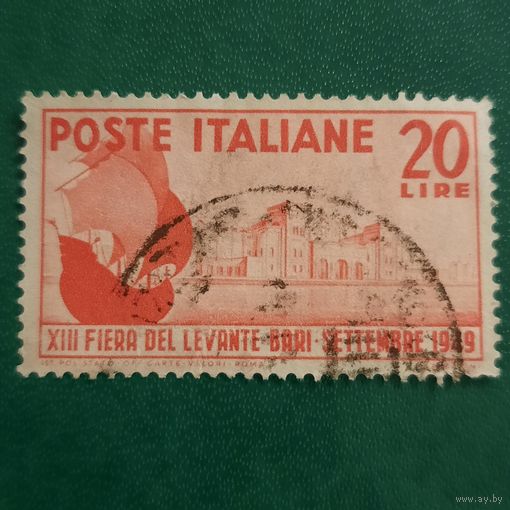 POSTE ITALIANE
20
LIRE
XIII FIERA DEL LEVANTE·BARI·SETTEMBRE 1949
IST. POL. STATO. OFF. CARTE-VALORI. ROMA
www.ay.by